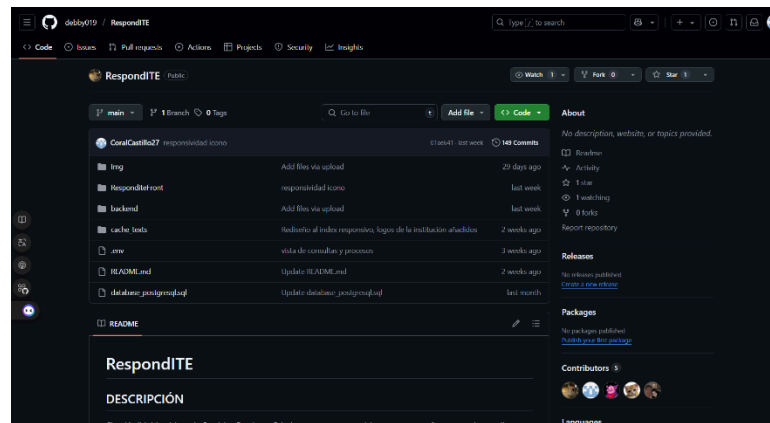 debby019 / RespondITE
Type / to search
Code Issues Pull requests Actions Projects Security Insights
RespondITE Public
Watch 1 Fork 0 Star 1
main 1 Branch 0 Tags Go to file t Add file Code
About
No description, website, or topics provided.
CoralCastillo27 responsividad icono last week 149 Commits
Img Add files via upload 29 days ago
ResponditeFront responsividad icono last week
backend Add files via upload last week
cache_texts Rediseño al index responsivo, logos de la institución añadidos 2 weeks ago
.env vista de consultas y procesos 3 weeks ago
README.md Update README.md 2 weeks ago
database_postgresql.sql Update database_postgresql.sql last month
Readme
Activity
1 star
1 watching
0 forks
Report repository
Releases
No releases published
Create a new release
Packages
No packages published
Publish your first package
Contributors 5
Languages
README
RespondITE
DESCRIPCIÓN